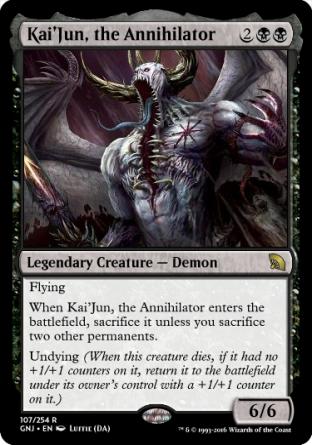 Kai'Jun, the Annihilator 2
Legendary Creature — Demon
Flying
When Kai'Jun, the Annihilator enters the
battlefield, sacrifice it unless you sacrifice
two other permanents.
Undying (When this creature dies, if it had no
+1/+1 counters on it, return it to the battlefield
under its owner's control with a +1/+1 counter
on it.)
6/6
107/254 R
GNJ • EN Luffie (DA)
™ & © 1993-2016 Wizards of the Coast